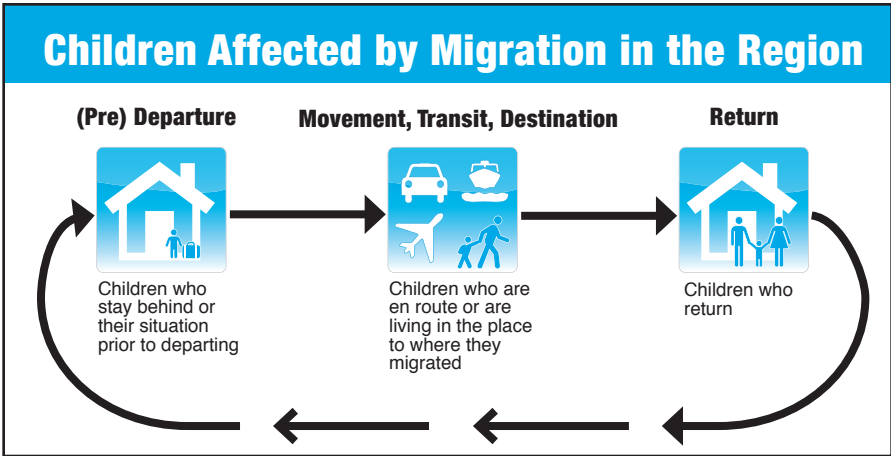 Children Affected by Migration in the Region
(Pre) Departure
Children who
stay behind or
their situation
prior to departing
Movement, Transit, Destination
Children who are
en route or are
living in the place
to where they
migrated
Return
Children who
return